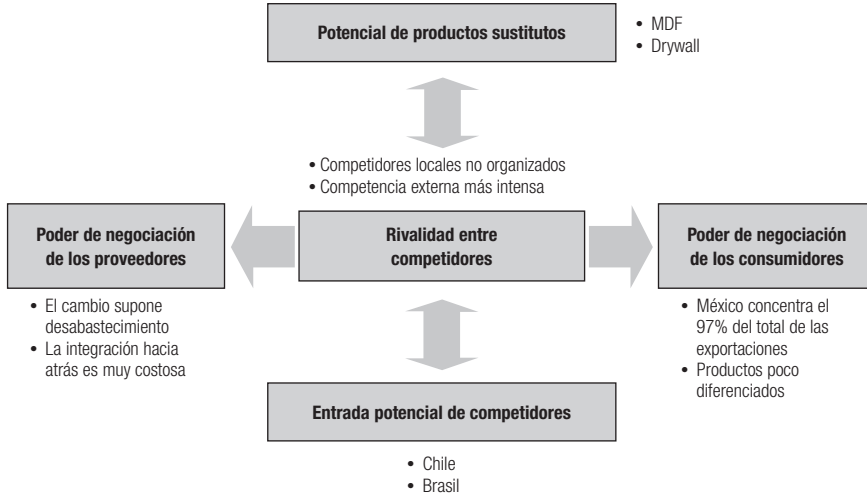 Potencial de productos sustitutos
• MDF
• Drywall
• Competidores locales no organizados
• Competencia externa más intensa
Poder de negociación
de los proveedores
Rivalidad entre
competidores
Poder de negociación
de los consumidores
• El cambio supone
desabastecimiento
• La integración hacia
atrás es muy costosa
• México concentra el
97% del total de las
exportaciones
• Productos poco
diferenciados
Entrada potencial de competidores
• Chile
• Brasil